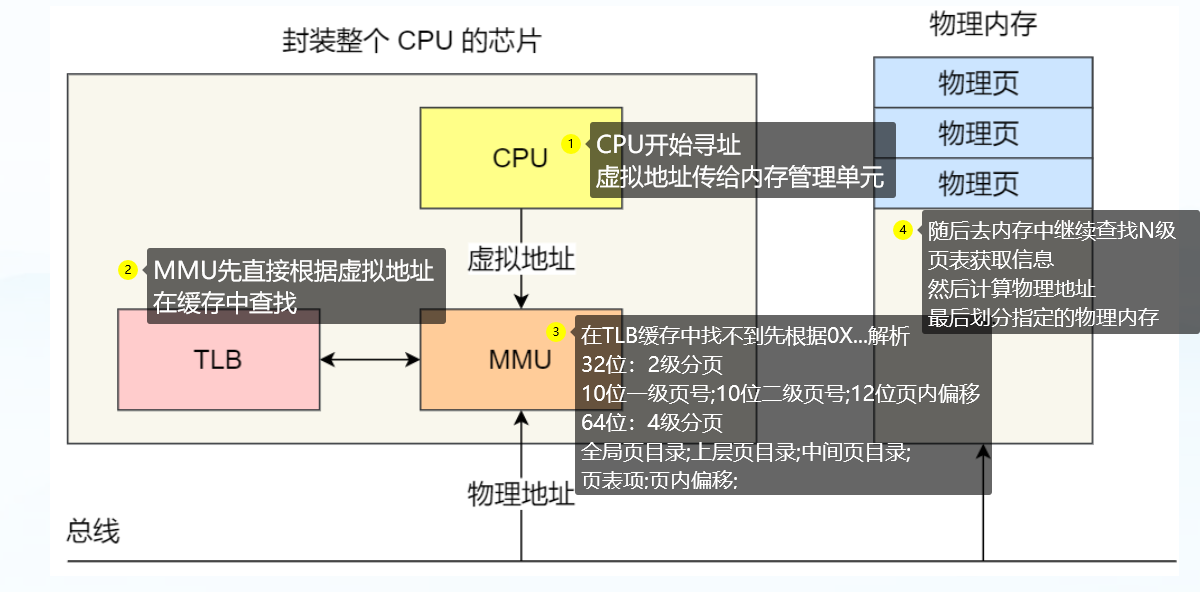 封装整个 CPU 的芯片
物理内存
物理页
物理页
物理页
CPU
1
CPU开始寻址
虚拟地址传给内存管理单元
虚拟地址
2
MMU先直接根据虚拟地址
在缓存中查找
TLB
MMU
3
在TLB缓存中找不到先根据0X...解析
32位：2级分页
10位一级页号;10位二级页号;12位页内偏移
64位：4级分页
全局页目录;上层页目录;中间页目录;
页表项;页内偏移;
4
随后去内存中继续查找N级
页表获取信息
然后计算物理地址
最后划分指定的物理内存
物理地址
总线